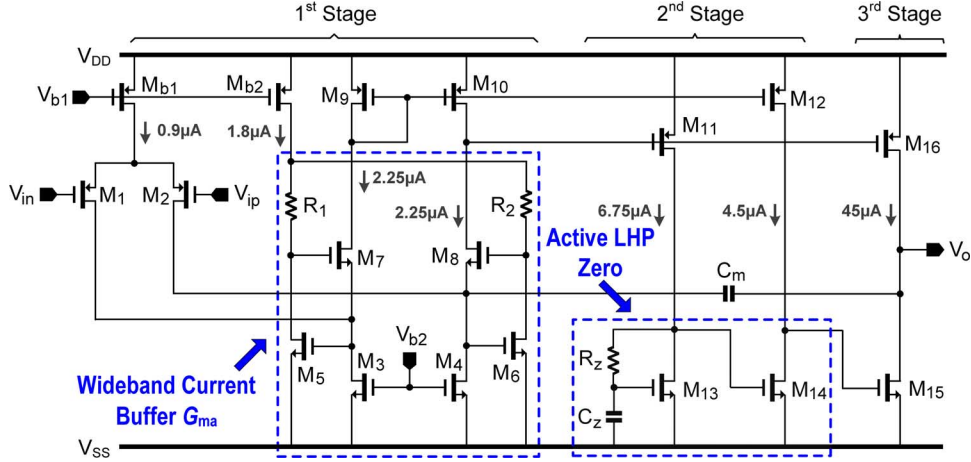 1st Stage
2nd Stage
3rd Stage
VDD
Vb1
Mb1
Mb2
M9
M10
M12
M11
M16
0.9μA
1.8μA
2.25μA
2.25μA
6.75μA
4.5μA
45μA
Vin
M1
M2
Vip
R1
R2
M7
M8
Active LHP
Zero
Vo
Cm
Vb2
M5
M3
M4
M6
Wideband Current
Buffer Gma
Rz
Cz
M13
M14
M15
VSS